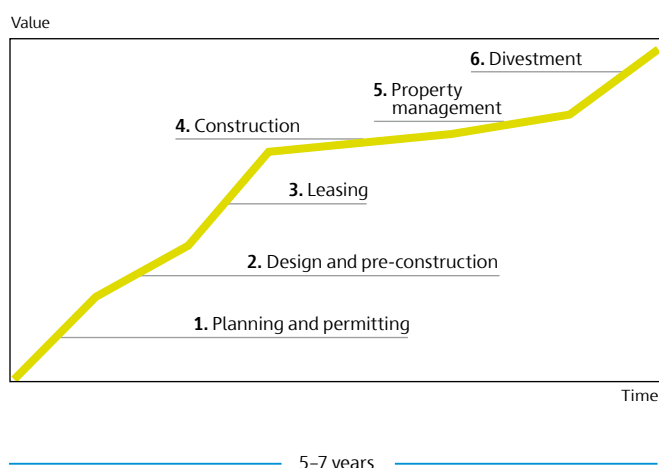 Value
6. Divestment
5. Property
management
4. Construction
3. Leasing
2. Design and pre-construction
1. Planning and permitting
Time
5–7 years